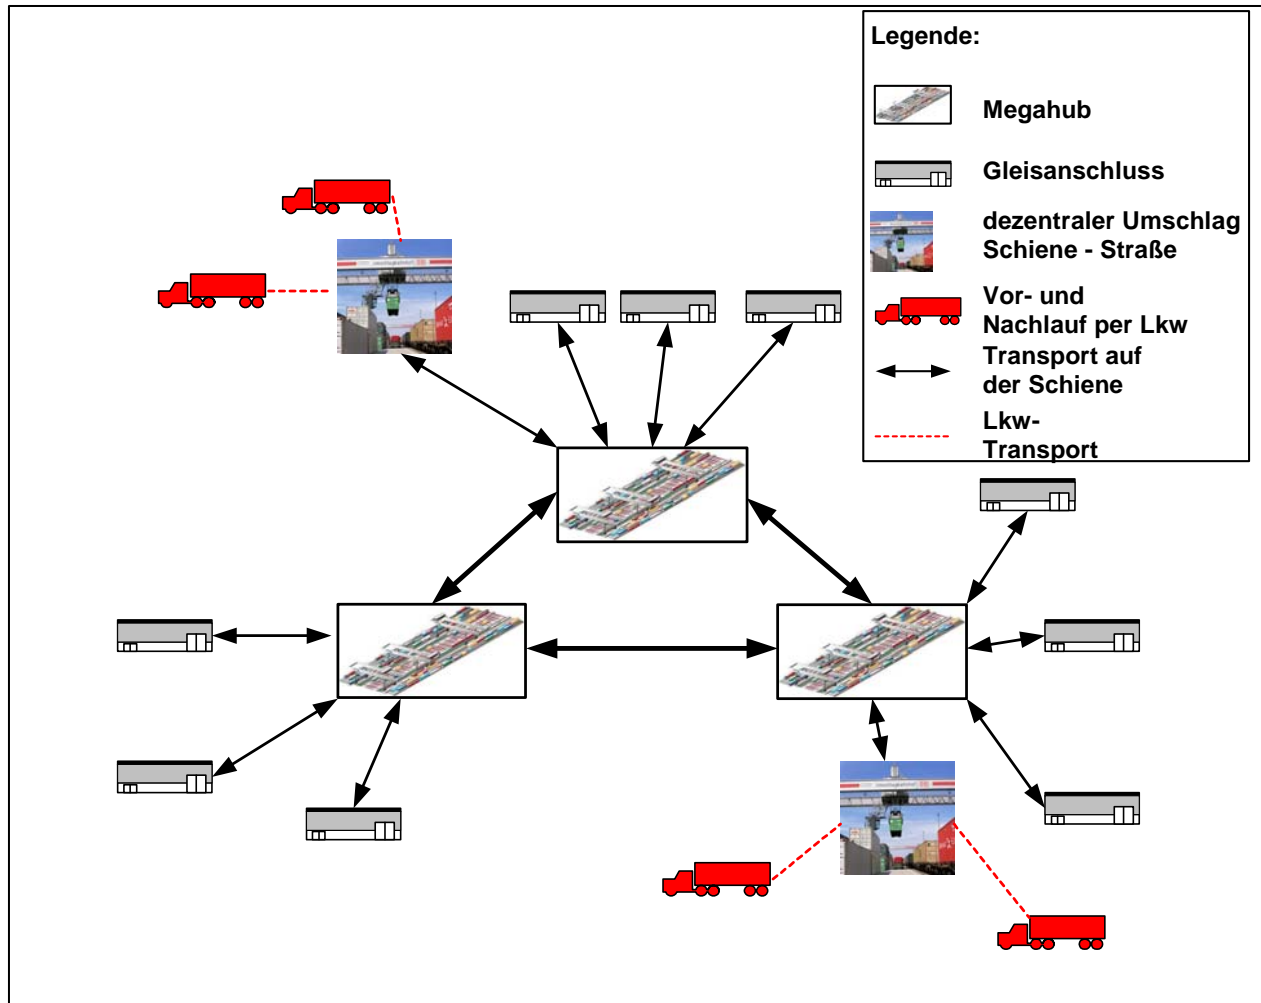 Legende:
Megahub
Gleisanschluss
dezentraler Umschlag
Schiene - Straße
Vor- und
Nachlauf per Lkw
Transport auf
der Schiene
Lkw-
Transport